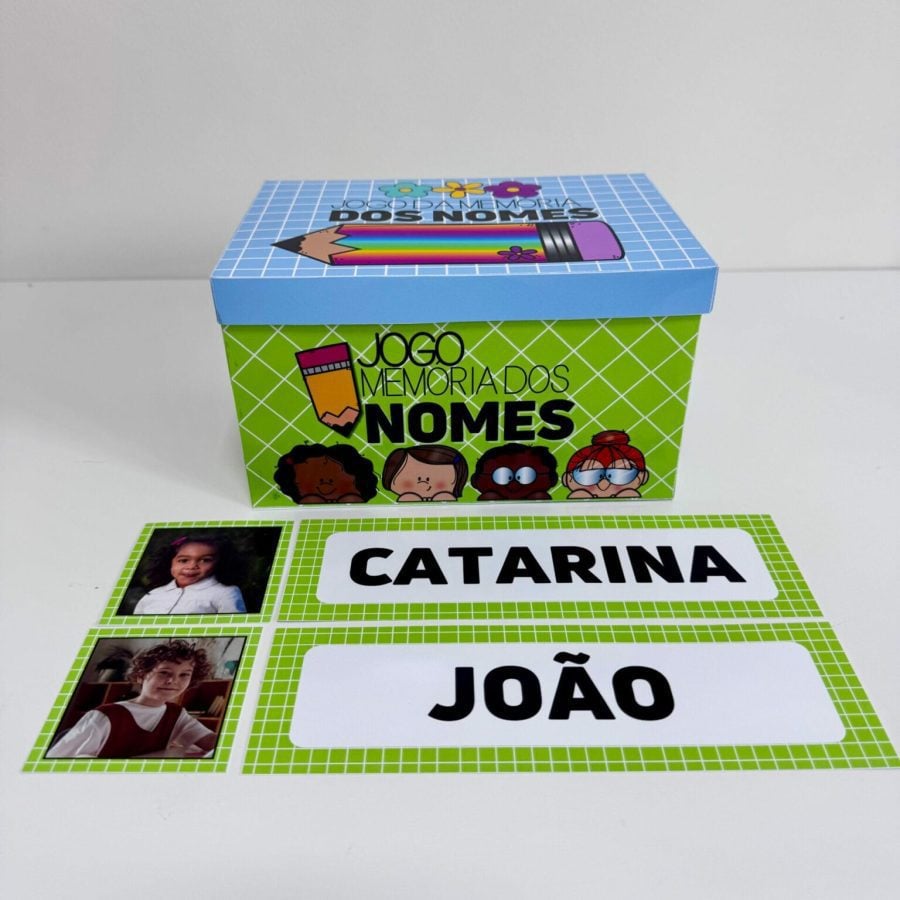 JOGO DA MEMÓRIA
DOS NOMES
JOGO
MEMÓRIA DOS
NOMES
CATARINA
JOÃO